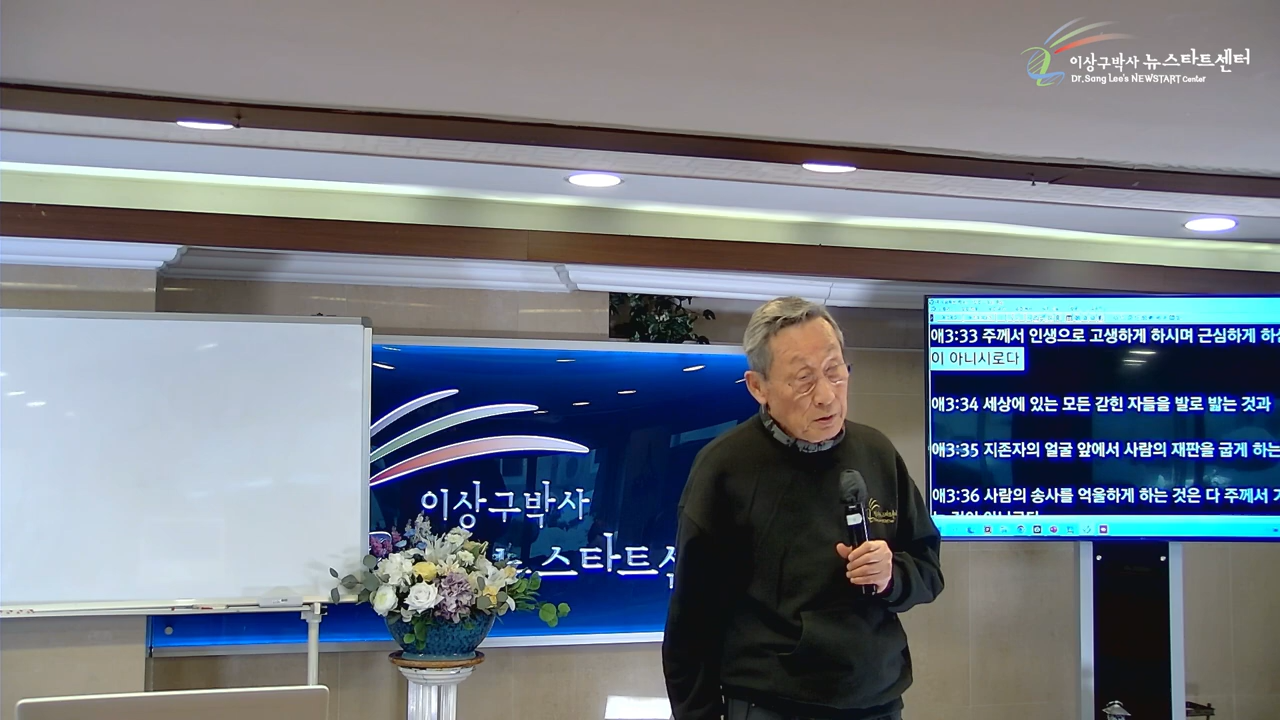 이상구박사 뉴스타트센터
Dr. Sang Lee's NEWSTART Center
이상구박사
뉴스타트센
애3:33 주께서 인생으로 고생하게 하시며 근심하게 하심
이 아니시로다
애3:34 세상에 있는 모든 갇힌 자들을 발로 밟는 것과
애3:35 지존자의 얼굴 앞에서 사람의 재판을 굽게 하는
애3:36 사람의 송사를 억울하게 하는 것은 다 주께서